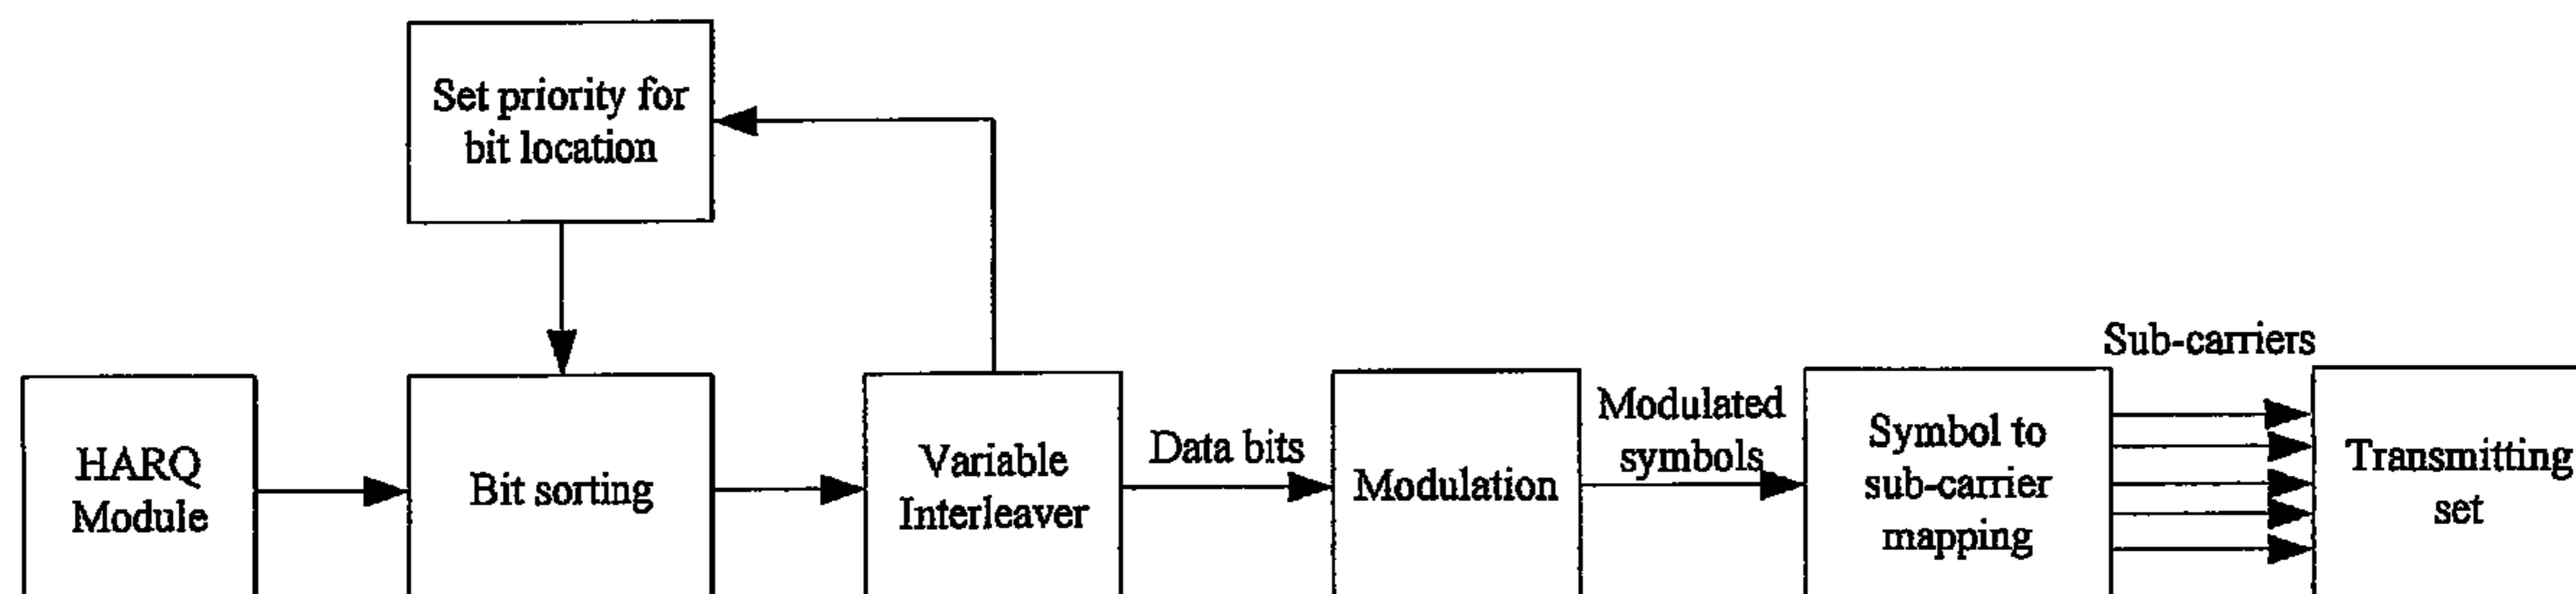 Set priority for
bit location
Sub-carriers
HARQ
Module
Bit sorting
Variable
Interleaver
Data bits
Modulation
Modulated
symbols
Symbol to
sub-carrier
mapping
Transmitting
set